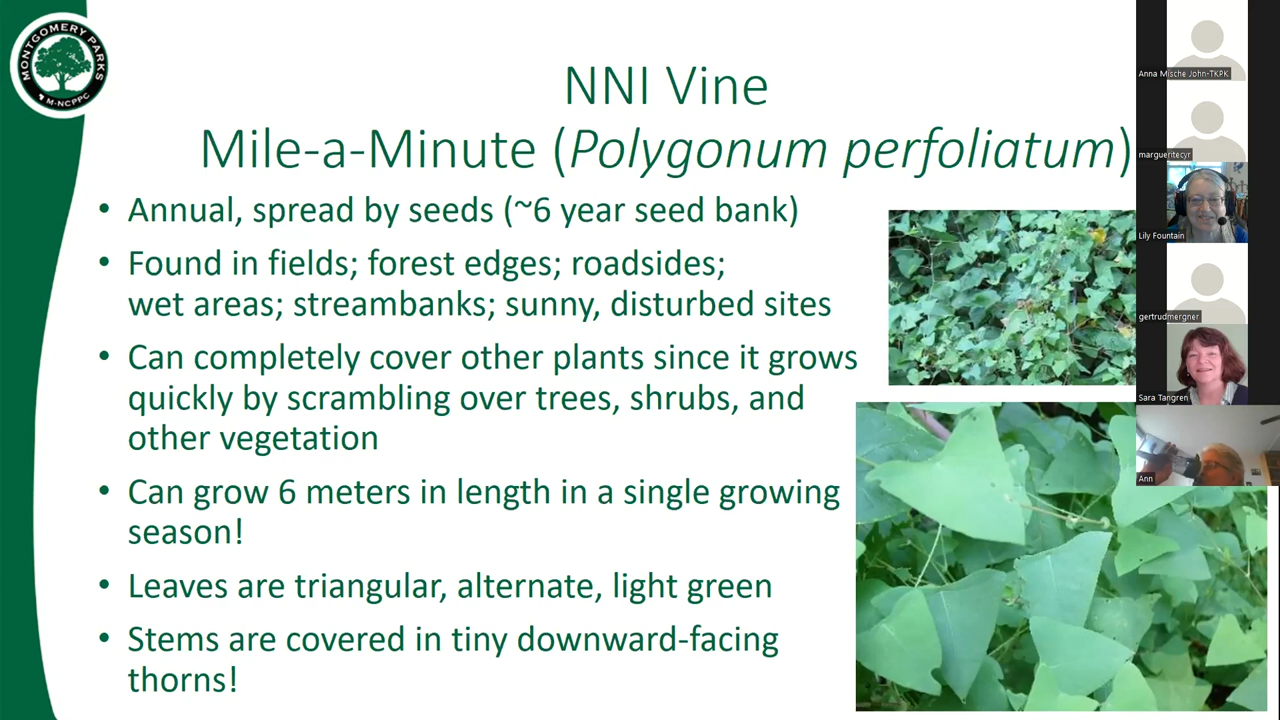 MONTGOMERY PARKS
M-NCPPC
NNI Vine
Mile-a-Minute (Polygonum perfoliatum)
• Annual, spread by seeds (~6 year seed bank)
• Found in fields; forest edges; roadsides;
wet areas; streambanks; sunny, disturbed sites
• Can completely cover other plants since it grows
quickly by scrambling over trees, shrubs, and
other vegetation
• Can grow 6 meters in length in a single growing
season!
• Leaves are triangular, alternate, light green
• Stems are covered in tiny downward-facing
thorns!
Anna Mische John-TKPK
margueritecyr
Lily Fountain
gertrudmergner
Sara Tangren
Ann